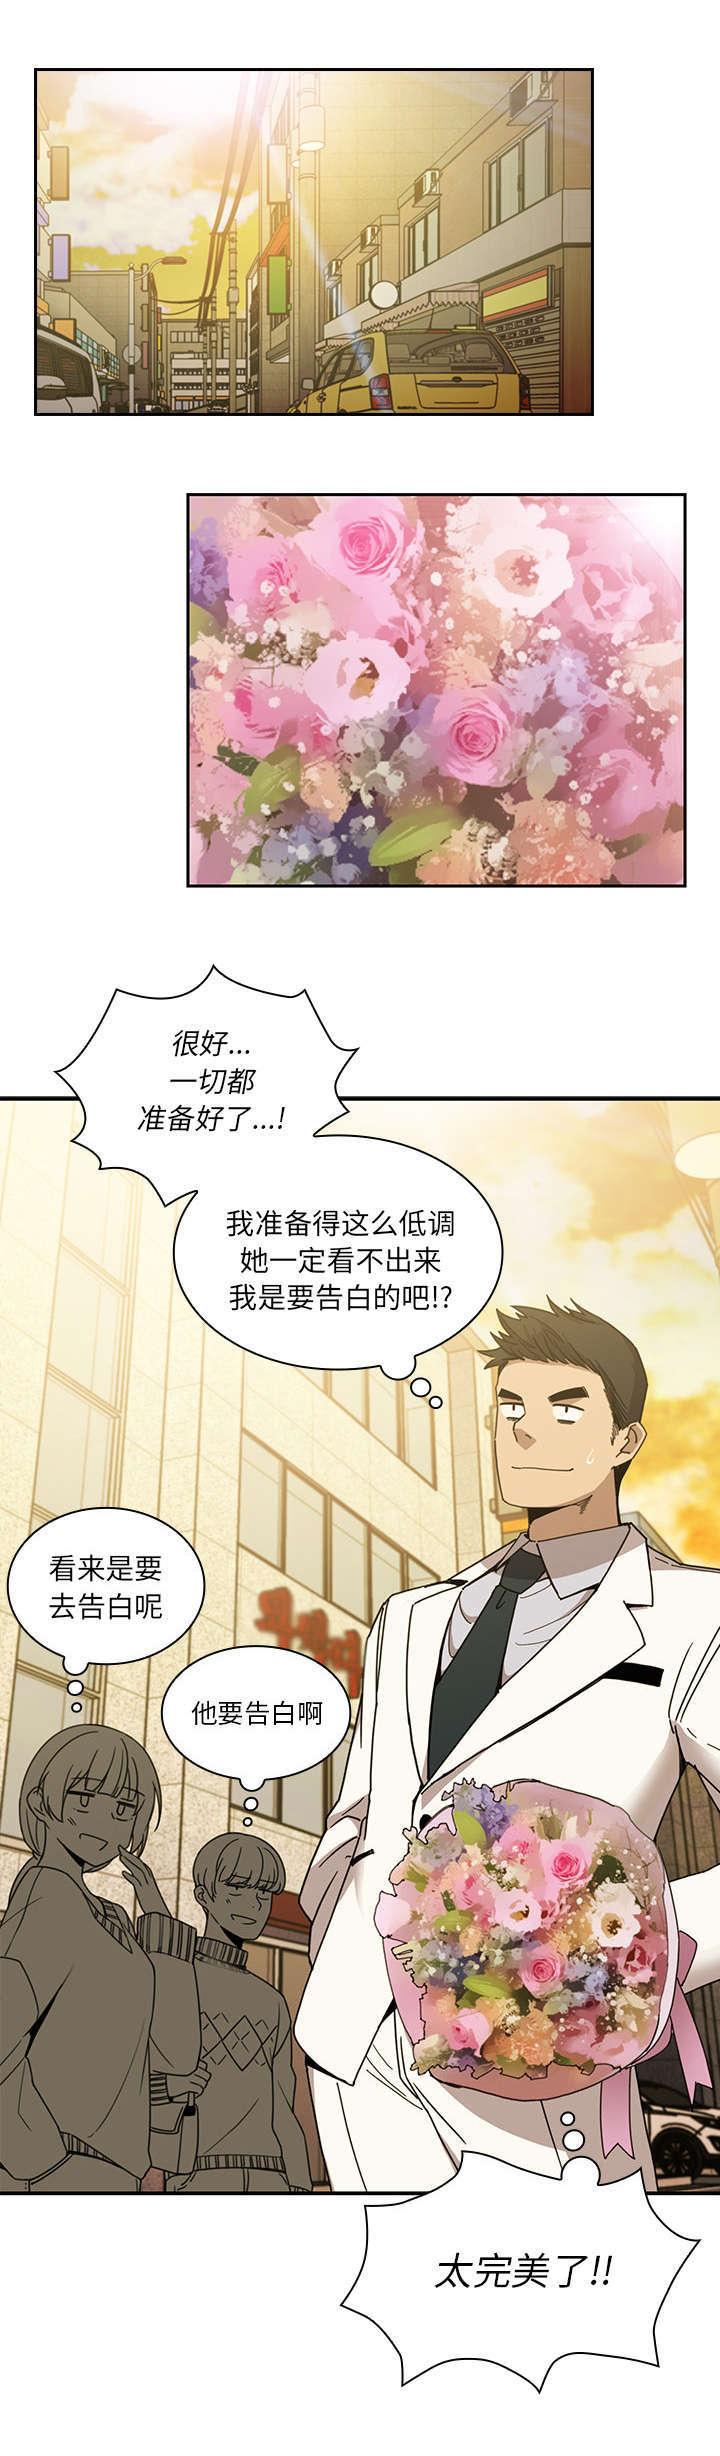 很好...
一切都
准备好了...!
我准备得这么低调
她一定看不出来
我是要告白的吧!?
看来是要
去告白呢
他要告白啊
太完美了!!